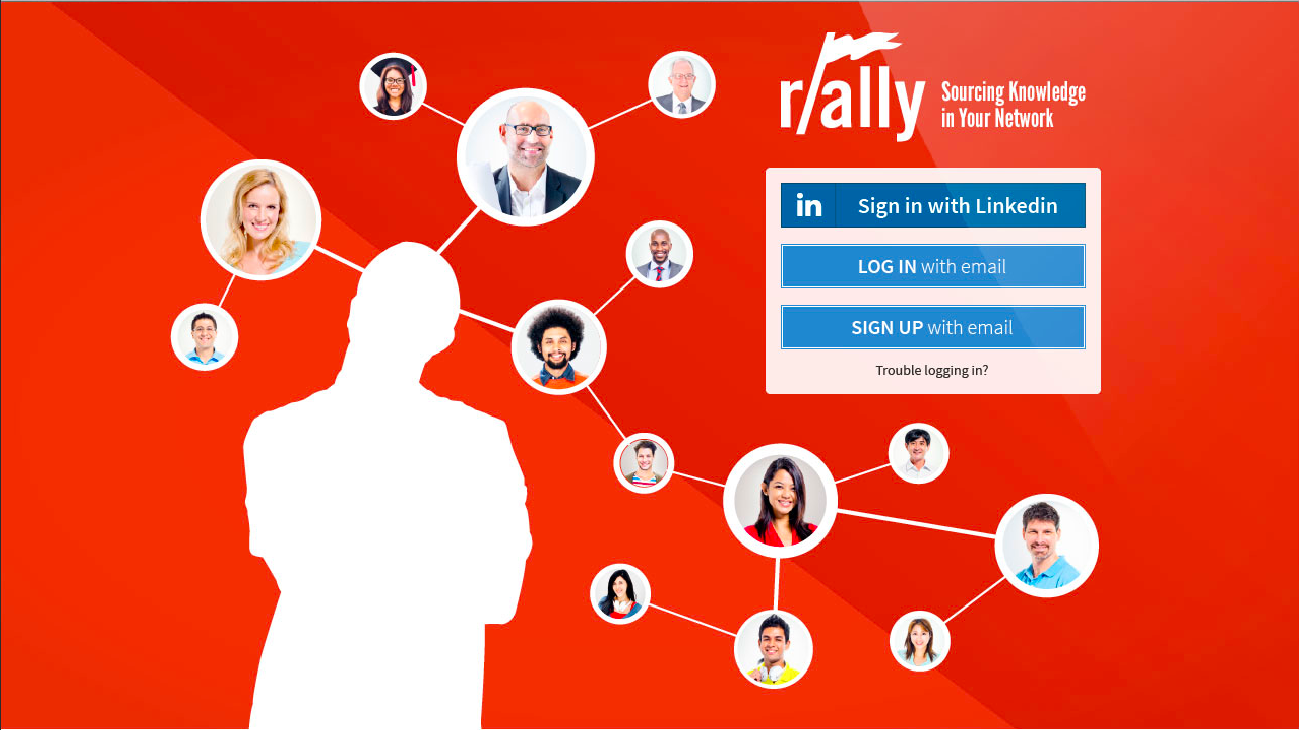 r/ally
Sourcing Knowledge
in Your Network
in
Sign in with Linkedin
LOG IN with email
SIGN UP with email
Trouble logging in?